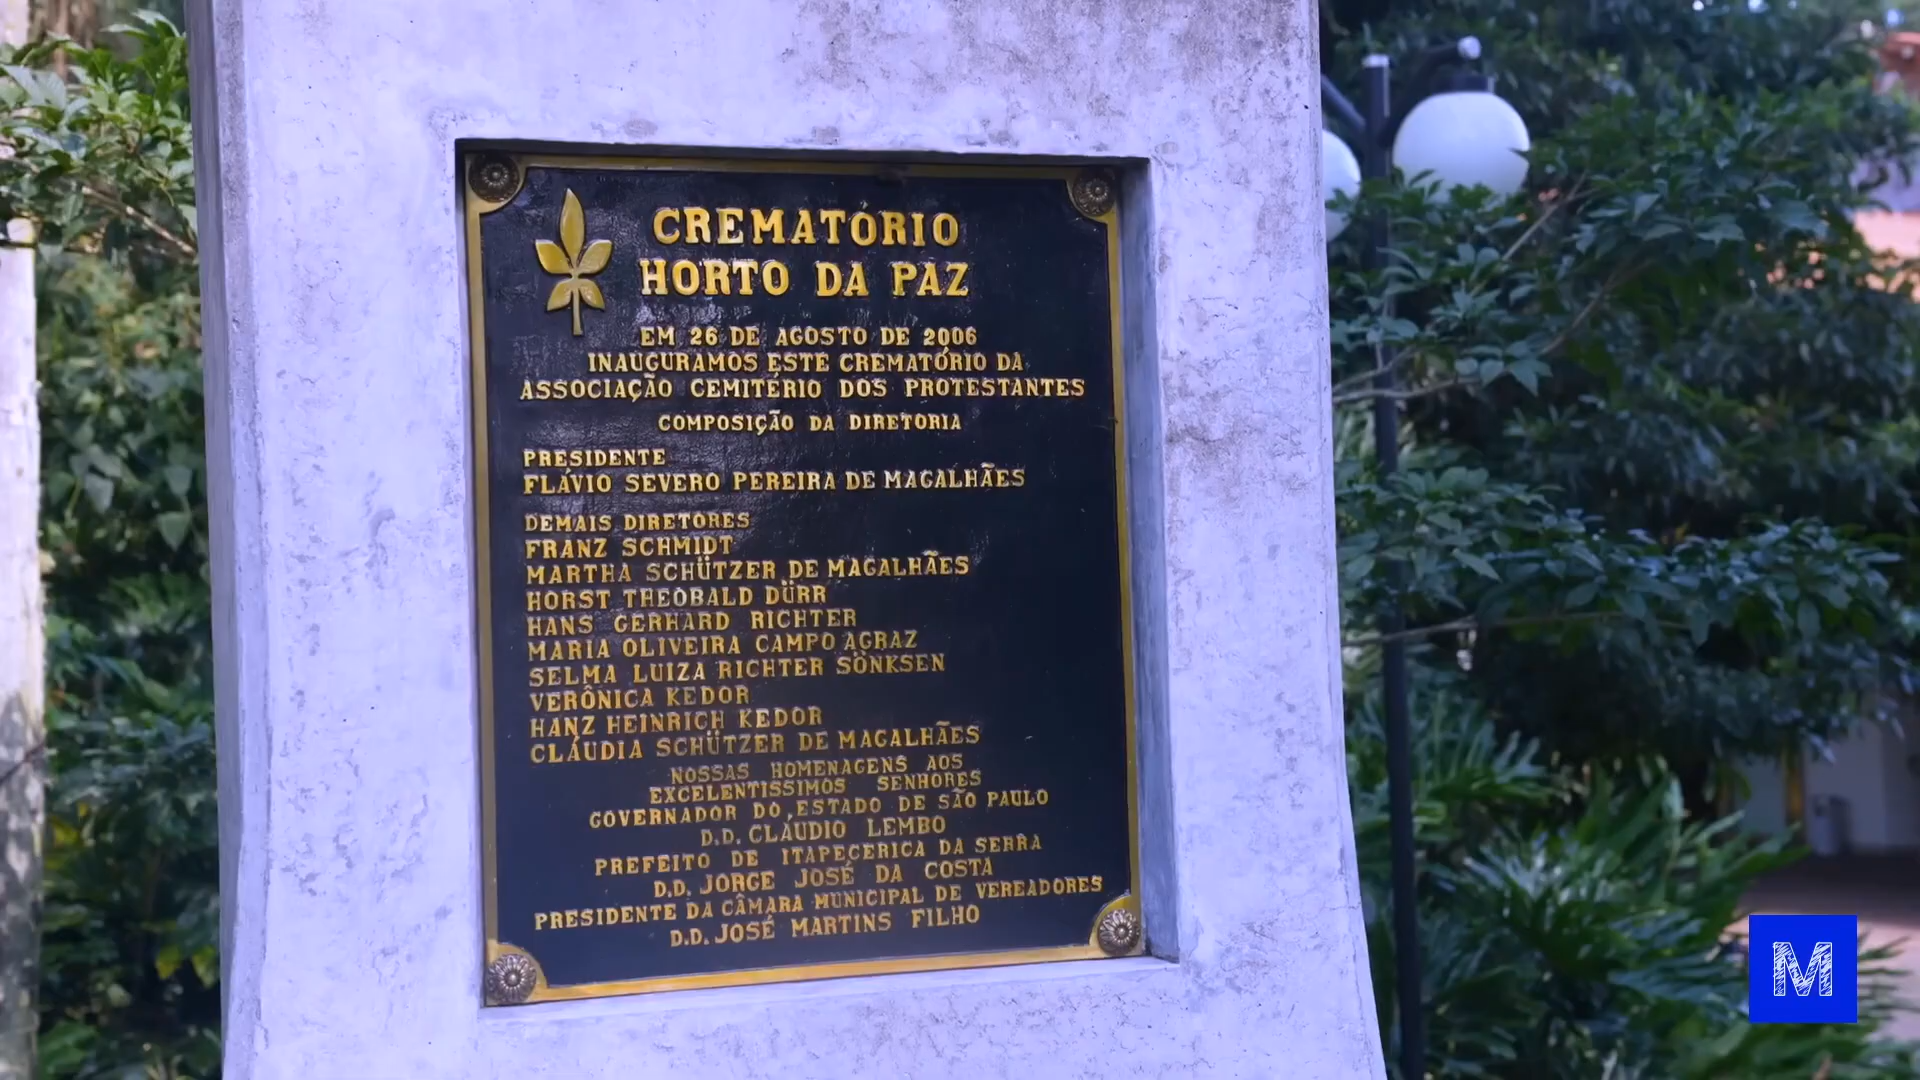 CREMATÓRIO
HORTO DA PAZ
EM 26 DE AGOSTO DE 2006
INAUGURAMOS ESTE CREMATÓRIO DA
ASSOCIAÇÃO CEMITÉRIO DOS PROTESTANTES
COMPOSIÇÃO DA DIRETORIA
PRESIDENTE
FLÁVIO SEVERO PEREIRA DE MAGALHÃES
DEMAIS DIRETORES
FRANZ SCHMIDT
MARTHA SCHÜTZER DE MAGALHÃES
HORST THEOBALD DÜRR
HANS GERHARD RICHTER
MARIA OLIVEIRA CAMPO AGRAZ
SELMA LUIZA RICHTER SÖNKSEN
VERÔNICA KEDOR
HANZ HEINRICH KEDOR
CLÁUDIA SCHÜTZER DE MAGALHÃES
NOSSAS HOMENAGENS AOS
EXCELENTISSIMOS SENHORES
GOVERNADOR DO ESTADO DE SÃO PAULO
D.D. CLÁUDIO LEMBO
PREFEITO DE ITAPECERICA DA SERRA
D.D. JORGE JOSÉ DA COSTA
PRESIDENTE DA CÂMARA MUNICIPAL DE VEREADORES
D.D. JOSÉ MARTINS FILHO
M